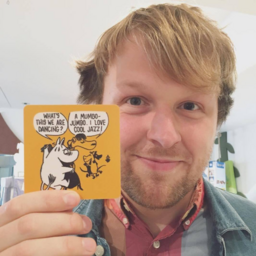 WHAT'S
THIS WE ARE
DANCING?
A MUMBO-
JUMBO. I LOVE
COOL JAZZ!